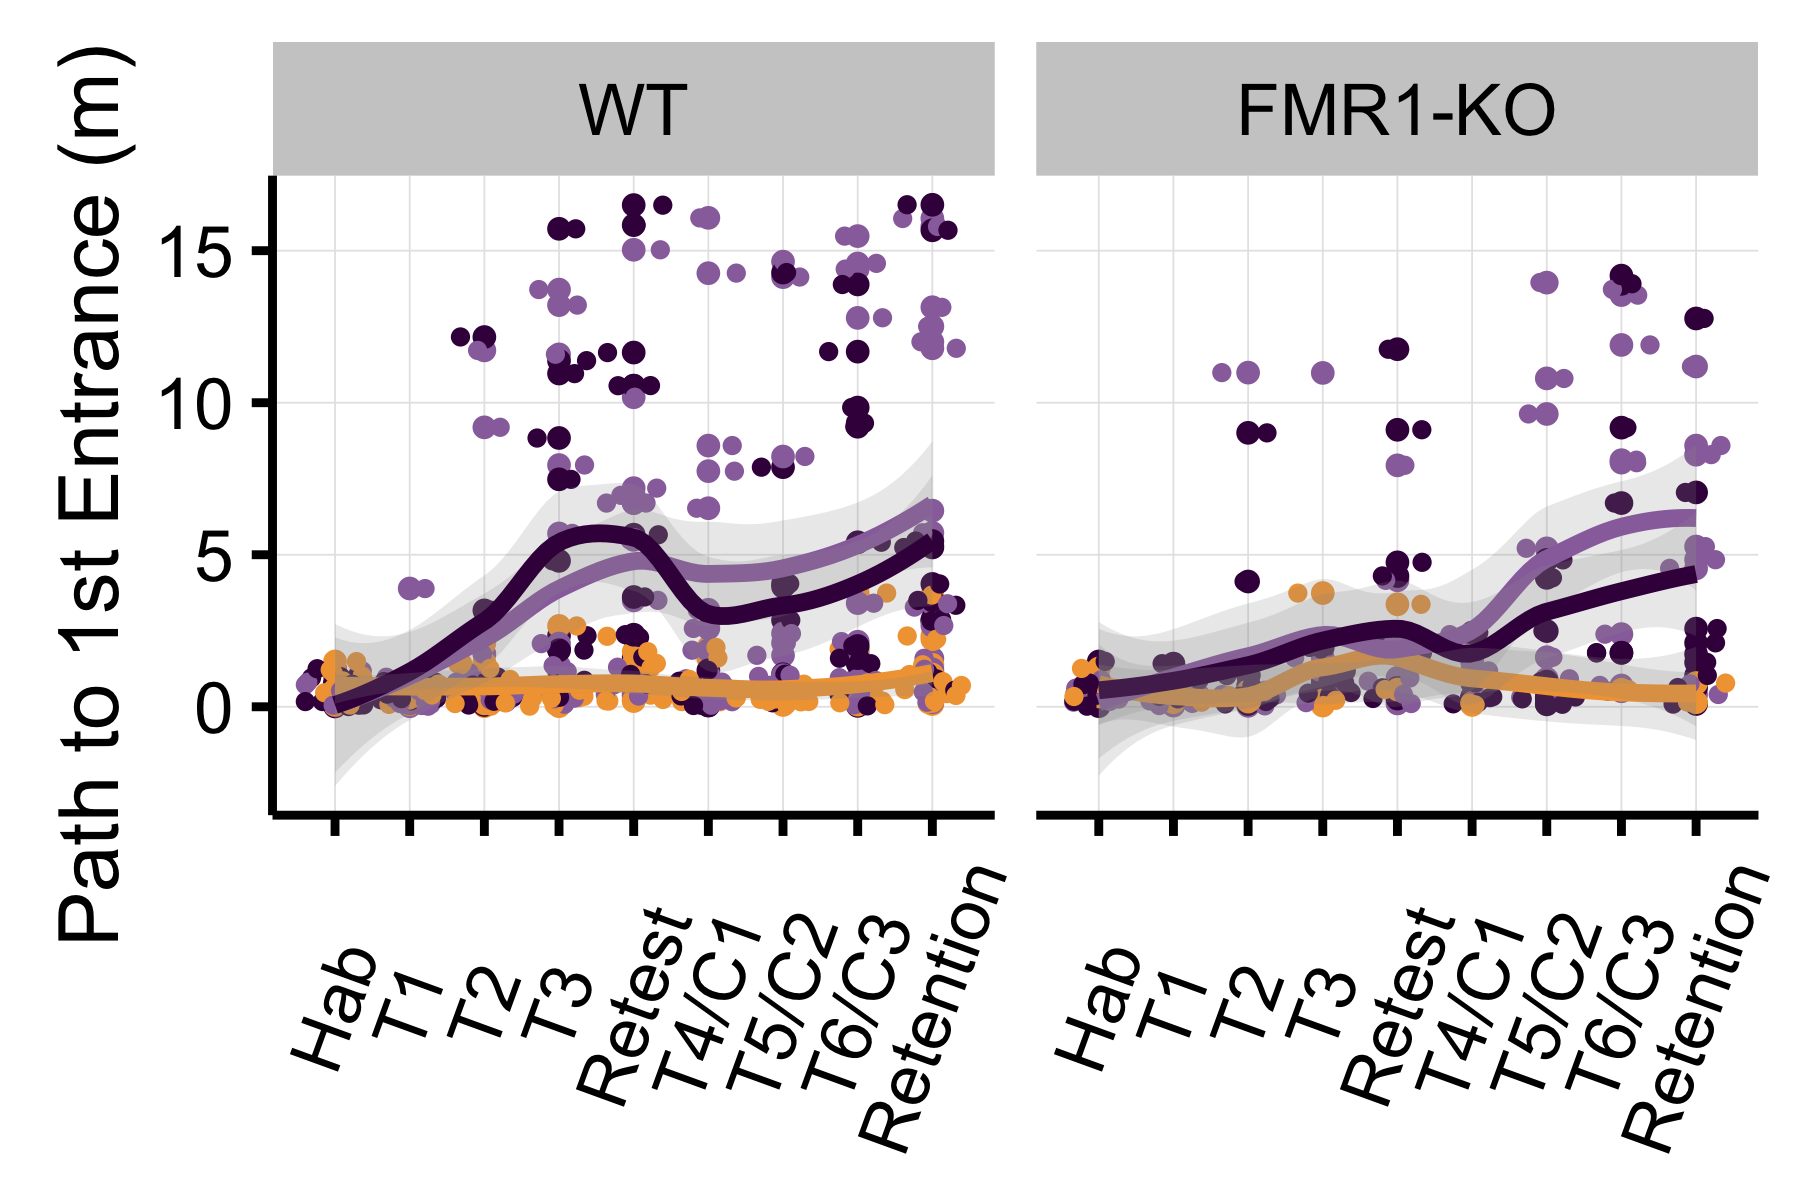 WT
FMR1-KO
Path to 1st Entrance (m)
15
10
5
0
Hab
T1
T2
T3
Retest
T4/C1
T5/C2
T6/C3
Retention
Hab
T1
T2
T3
Retest
T4/C1
T5/C2
T6/C3
Retention